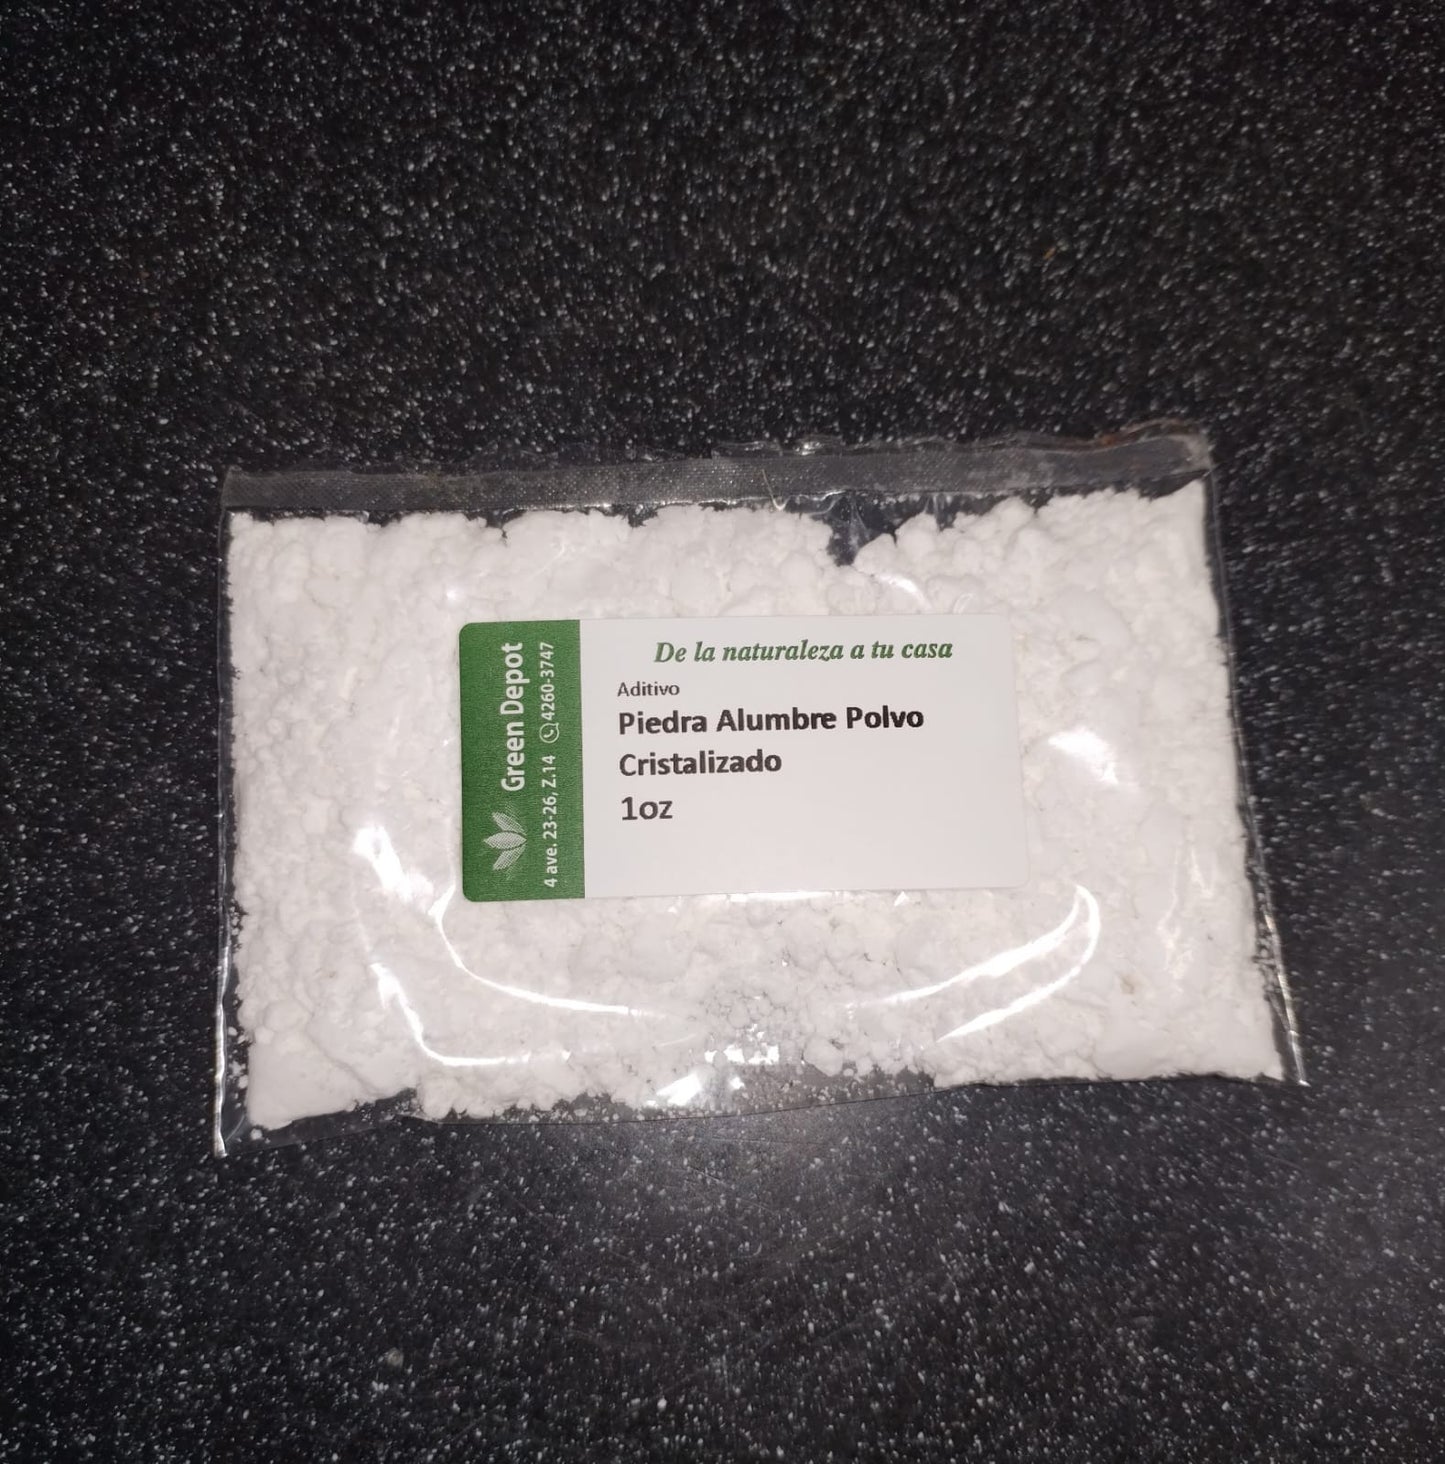 Green Depot
4 ave. 23-26, Z.14 4260-3747
De la naturaleza a tu casa
Aditivo
Piedra Alumbre Polvo
Cristalizado
1oz